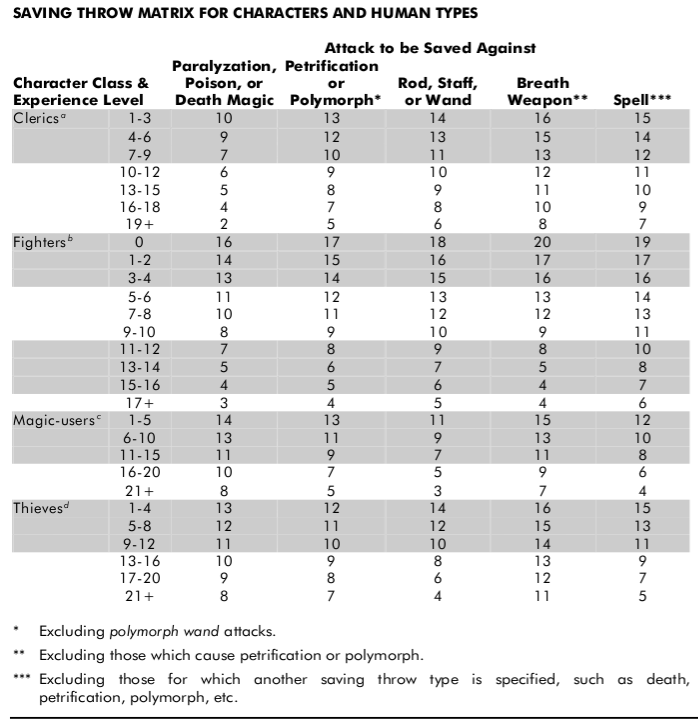 SAVING THROW MATRIX FOR CHARACTERS AND HUMAN TYPES
Attack to be Saved Against
Paralyzation, Petrification
Character Class & Poison, or or Rod, Staff, Breath
Experience Level Death Magic Polymorph* or Wand Weapon** Spell***
Clericsᵃ 1-3 10 13 14 16 15
4-6 9 12 13 15 14
7-9 7 10 11 13 12
10-12 6 9 10 12 11
13-15 5 8 9 11 10
16-18 4 7 8 10 9
19+ 2 5 6 8 7
Fightersᵇ 0 16 17 18 20 19
1-2 14 15 16 17 17
3-4 13 14 15 16 16
5-6 11 12 13 13 14
7-8 10 11 12 12 13
9-10 8 9 10 9 11
11-12 7 8 9 8 10
13-14 5 6 7 5 8
15-16 4 5 6 4 7
17+ 3 4 5 4 6
Magic-usersᶜ 1-5 14 13 11 15 12
6-10 13 11 9 13 10
11-15 11 9 7 11 8
16-20 10 7 5 9 6
21+ 8 5 3 7 4
Thievesᵈ 1-4 13 12 14 16 15
5-8 12 11 12 15 13
9-12 11 10 10 14 11
13-16 10 9 8 13 9
17-20 9 8 6 12 7
21+ 8 7 4 11 5
* Excluding polymorph wand attacks.
** Excluding those which cause petrification or polymorph.
*** Excluding those for which another saving throw type is specified, such as death,
petrification, polymorph, etc.